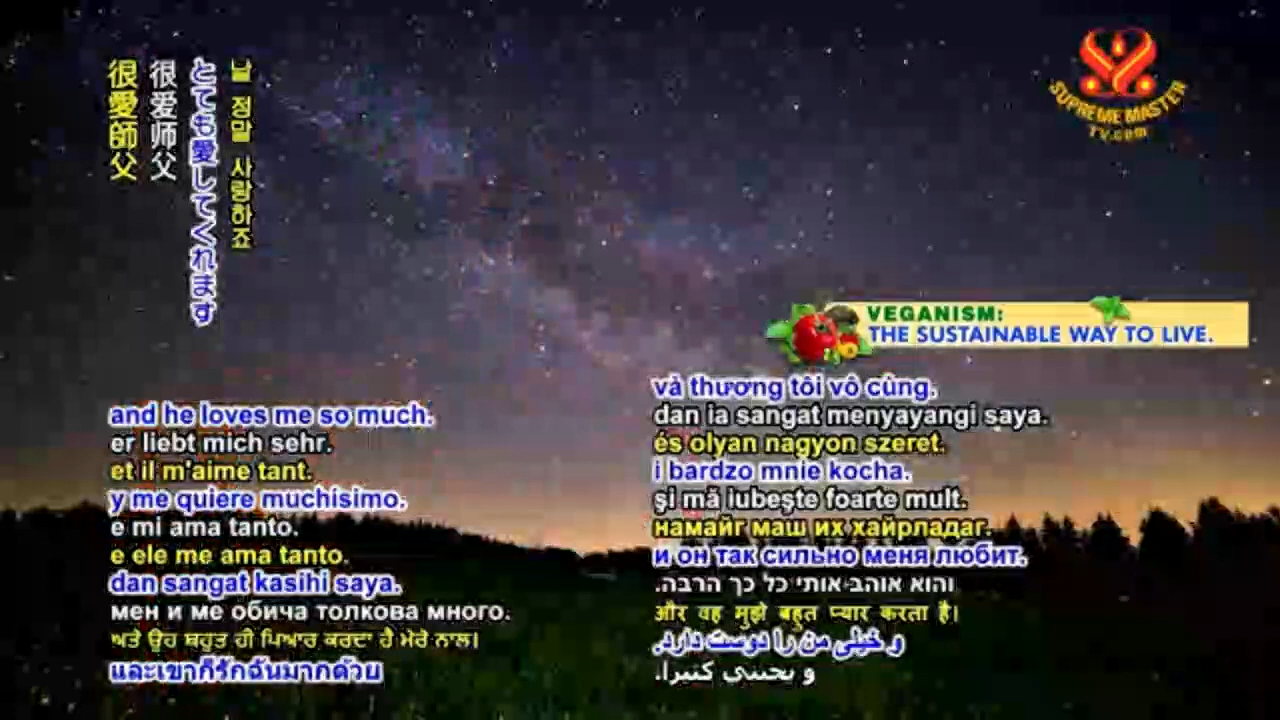 很愛師父
很爱师父
とても愛してくれます
날 정말 사랑하죠
SUPREME MASTER
TV.com
VEGANISM:
THE SUSTAINABLE WAY TO LIVE.
and he loves me so much.
er liebt mich sehr.
et il m'aime tant.
y me quiere muchísimo.
e mi ama tanto.
e ele me ama tanto.
dan sangat kasihi saya.
мен и ме обича толкова много.
ਅਤੇ ਉਹ ਬਹੁਤ ਹੀ ਪਿਆਰ ਕਰਦਾ ਹੈ ਮੇਰੇ ਨਾਲ।
และเขาก็รักฉันมากด้วย
và thương tôi vô cùng.
dan ia sangat menyayangi saya.
és olyan nagyon szeret.
i bardzo mnie kocha.
şi mă iubeşte foarte mult.
намайг маш их хайрладаг.
и он так сильно меня любит.
והוא אוהב-אותי כל כך הרבה.
और वह मुझे बहुत प्यार करता है।
و خیلی من را دوست دارد.
و يحبني كثيرا.